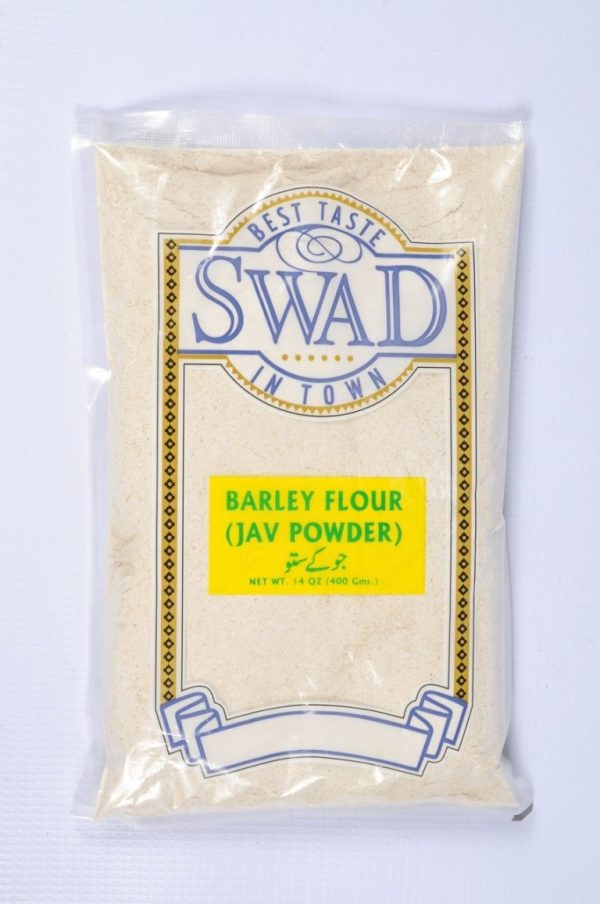 BEST TASTE
SWAD
IN TOWN
BARLEY FLOUR
(JAV POWDER)
جو کے ستو
NET WT. 14 OZ (400 Gms.)